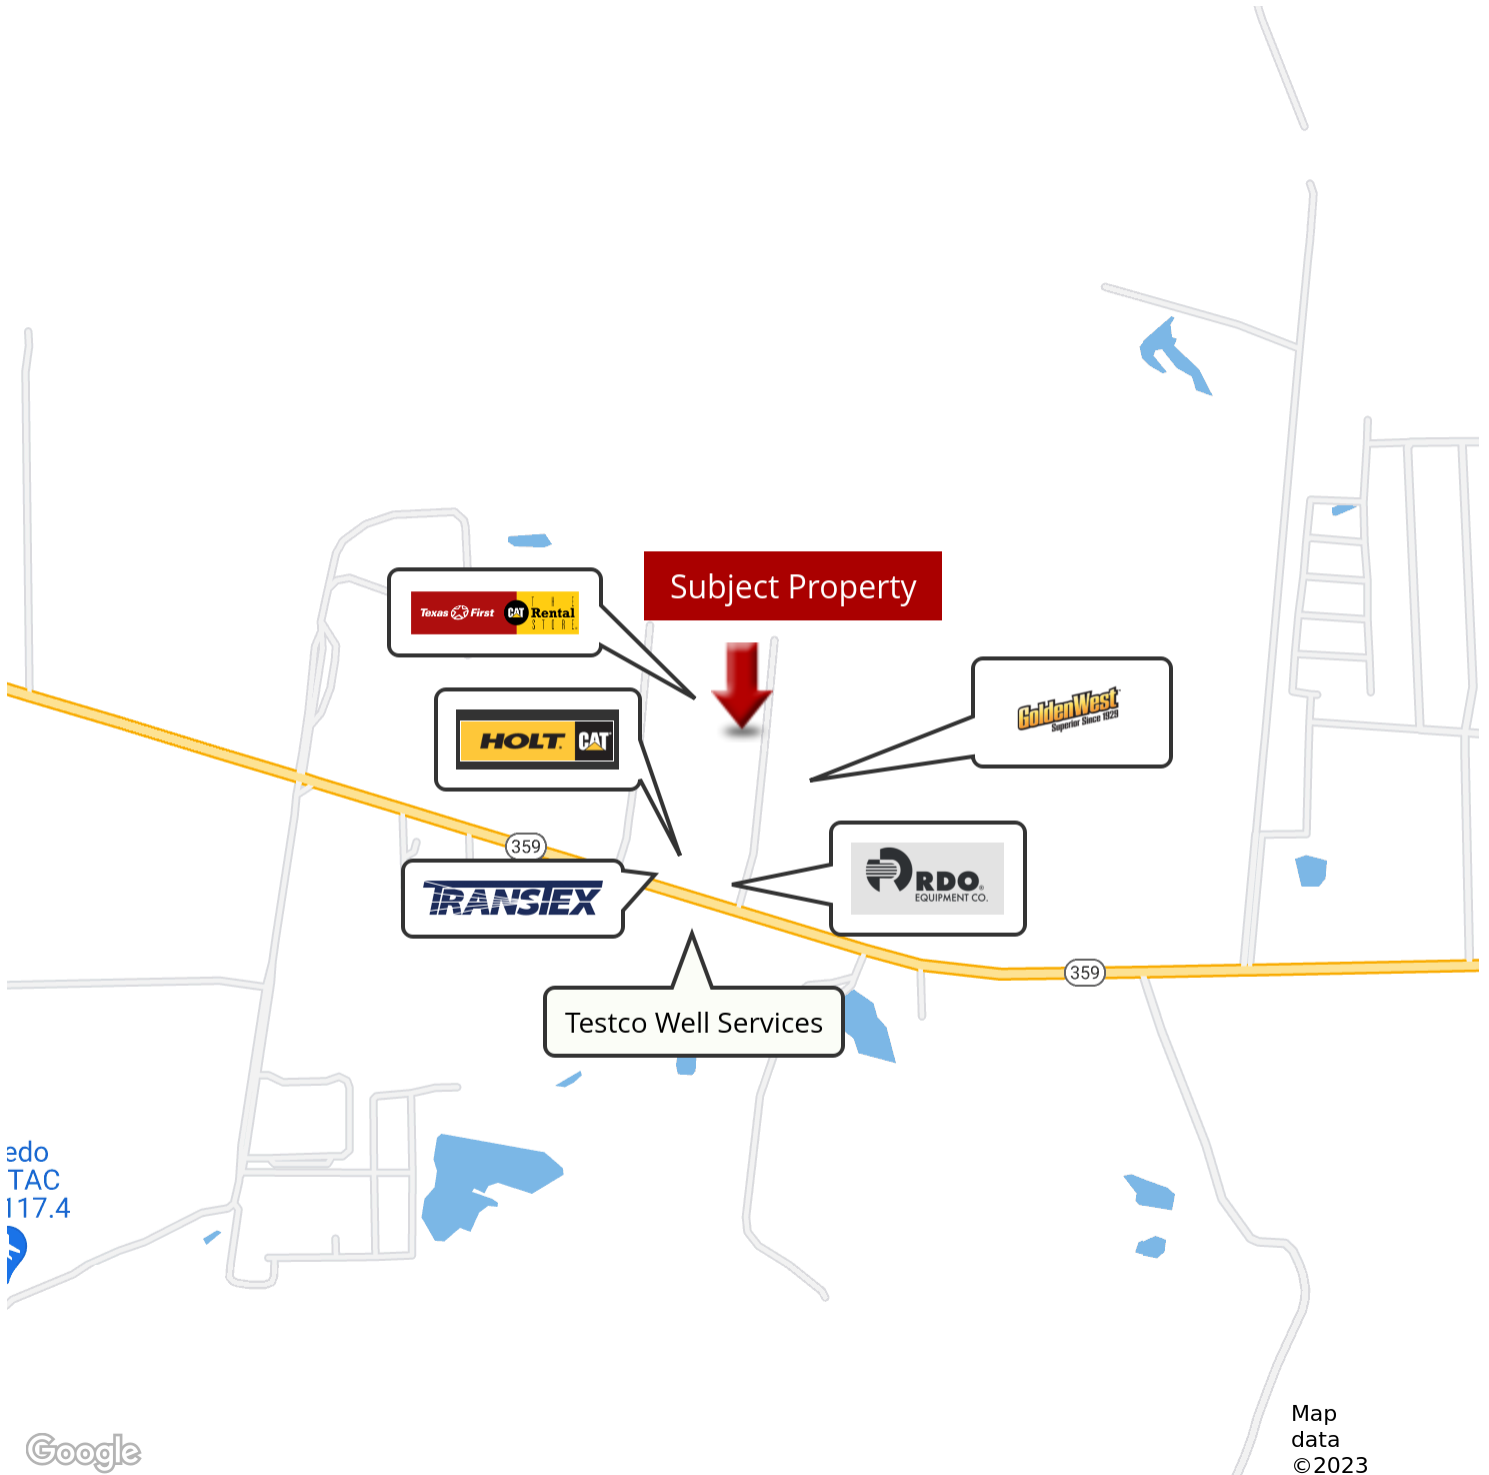 Subject Property
Texas First CAT THE Rental STORE
GoldenWest
Superior Since 1929
HOLT. CAT
359
TRANSTEX
RDO
EQUIPMENT CO.
359
Testco Well Services
edo
TAC
117.4
Google
Map
data
©2023